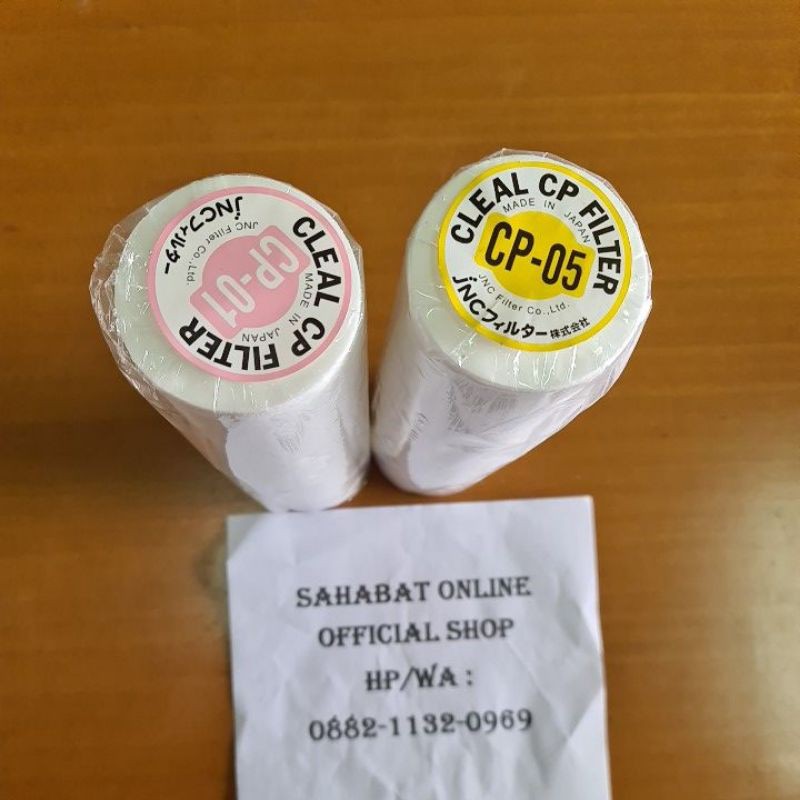 CLEAL CP FILTER
MADE IN JAPAN
CP-01
JNC Filter Co.,Ltd.
JNCフィルター
CLEAL CP FILTER
MADE IN JAPAN
CP-05
JNC Filter Co.,Ltd.
JNCフィルター株式会社
SAHABAT ONLINE
OFFICIAL SHOP
HP/WA :
0882-1132-0969